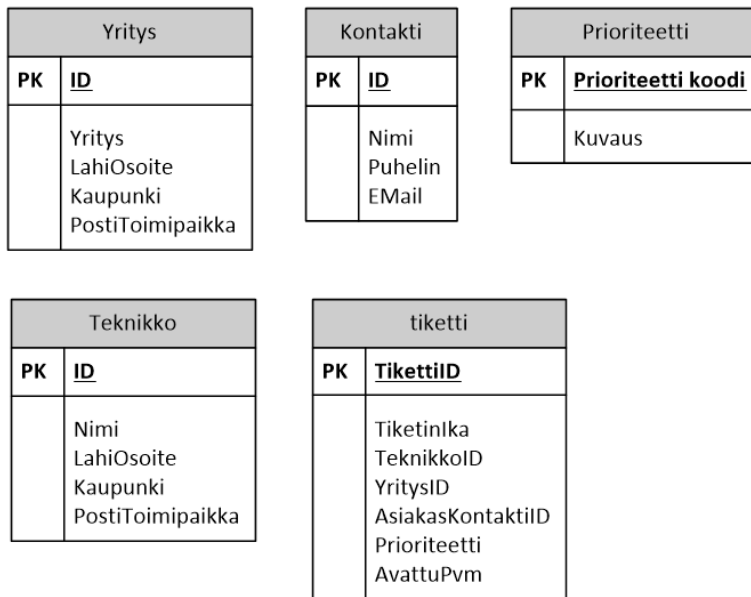 Yritys
PK ID
Yritys
LahiOsoite
Kaupunki
PostiToimipaikka
Kontakti
PK ID
Nimi
Puhelin
EMail
Prioriteetti
PK Prioriteetti koodi
Kuvaus
Teknikko
PK ID
Nimi
LahiOsoite
Kaupunki
PostiToimipaikka
tiketti
PK TikettiID
TiketinIka
TeknikkoID
YritysID
AsiakasKontaktiID
Prioriteetti
AvattuPvm